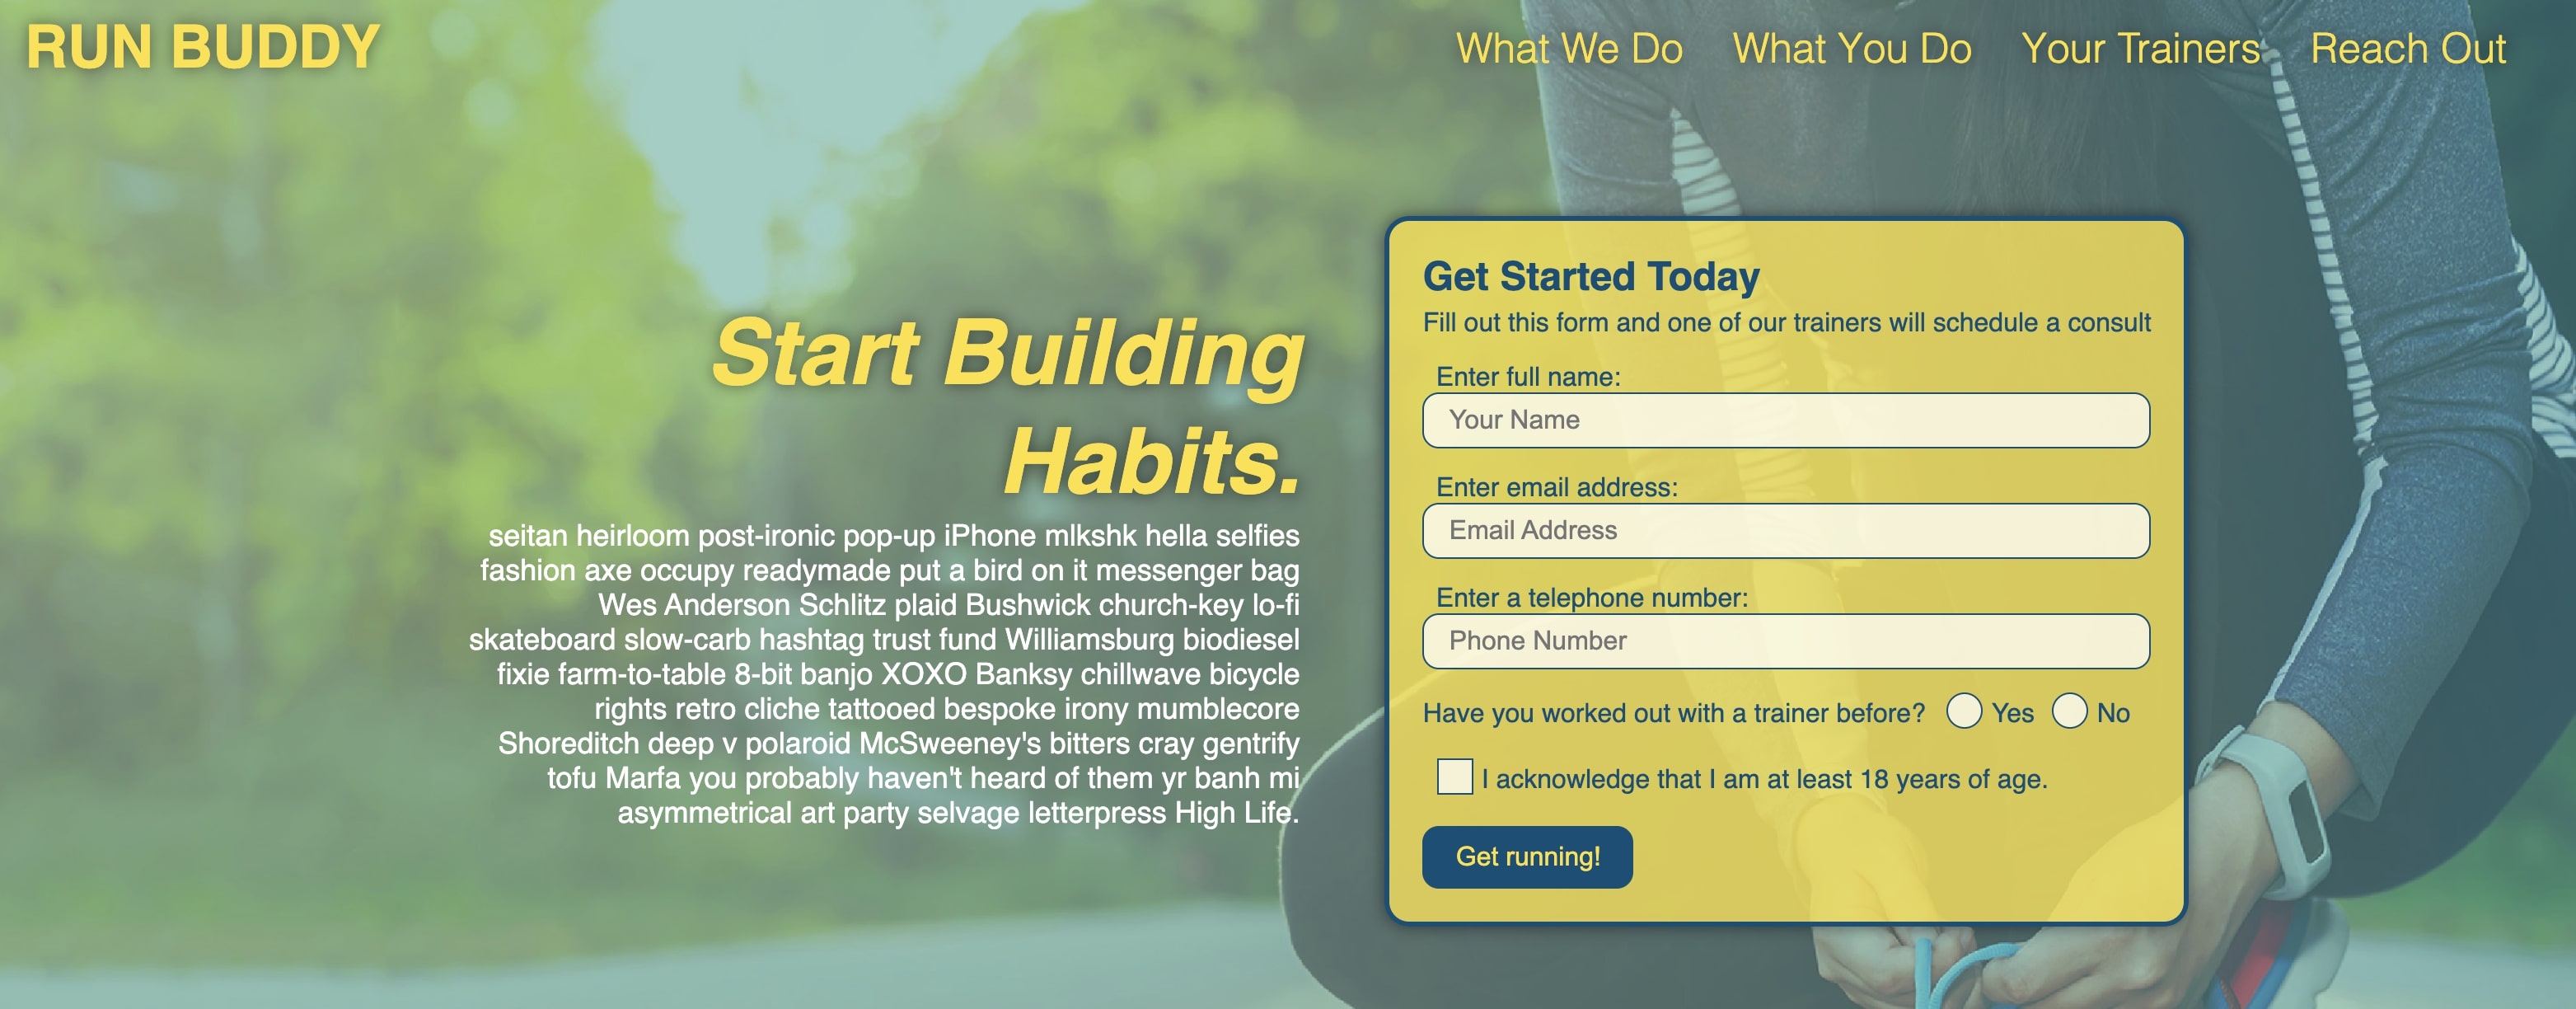 RUN BUDDY
What We Do
What You Do
Your Trainers
Reach Out
Start Building
Habits.
seitan heirloom post-ironic pop-up iPhone mlkshk hella selfies
fashion axe occupy readymade put a bird on it messenger bag
Wes Anderson Schlitz plaid Bushwick church-key lo-fi
skateboard slow-carb hashtag trust fund Williamsburg biodiesel
fixie farm-to-table 8-bit banjo XOXO Banksy chillwave bicycle
rights retro cliche tattooed bespoke irony mumblecore
Shoreditch deep v polaroid McSweeney's bitters cray gentrify
tofu Marfa you probably haven't heard of them yr banh mi
asymmetrical art party selvage letterpress High Life.
Get Started Today
Fill out this form and one of our trainers will schedule a consult
Enter full name:
Your Name
Enter email address:
Email Address
Enter a telephone number:
Phone Number
Have you worked out with a trainer before? Yes No
I acknowledge that I am at least 18 years of age.
Get running!